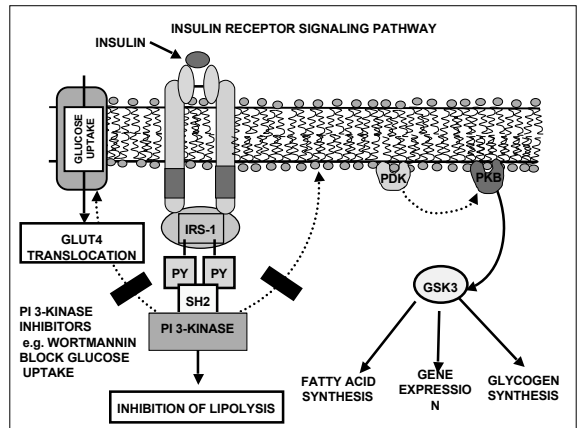 INSULIN RECEPTOR SIGNALING PATHWAY
INSULIN
GLUCOSE
UPTAKE
PDK
PKB
IRS-1
GLUT4
TRANSLOCATION
PY
PY
SH2
GSK3
PI 3-KINASE
PI 3-KINASE
INHIBITORS
e.g. WORTMANNIN
BLOCK GLUCOSE
UPTAKE
INHIBITION OF LIPOLYSIS
FATTY ACID
SYNTHESIS
GENE
EXPRESSIO
N
GLYCOGEN
SYNTHESIS